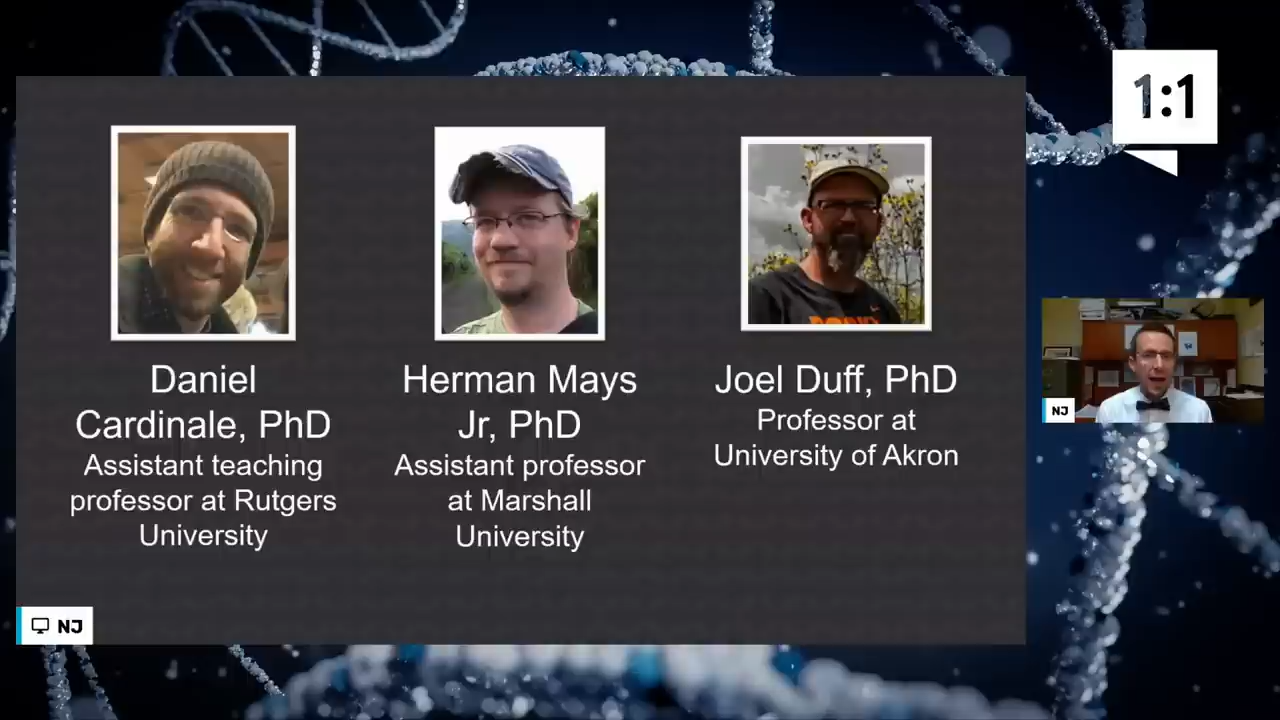 1:1
Daniel
Cardinale, PhD
Assistant teaching
professor at Rutgers
University
Herman Mays
Jr, PhD
Assistant professor
at Marshall
University
Joel Duff, PhD
Professor at
University of Akron
NJ
NJ